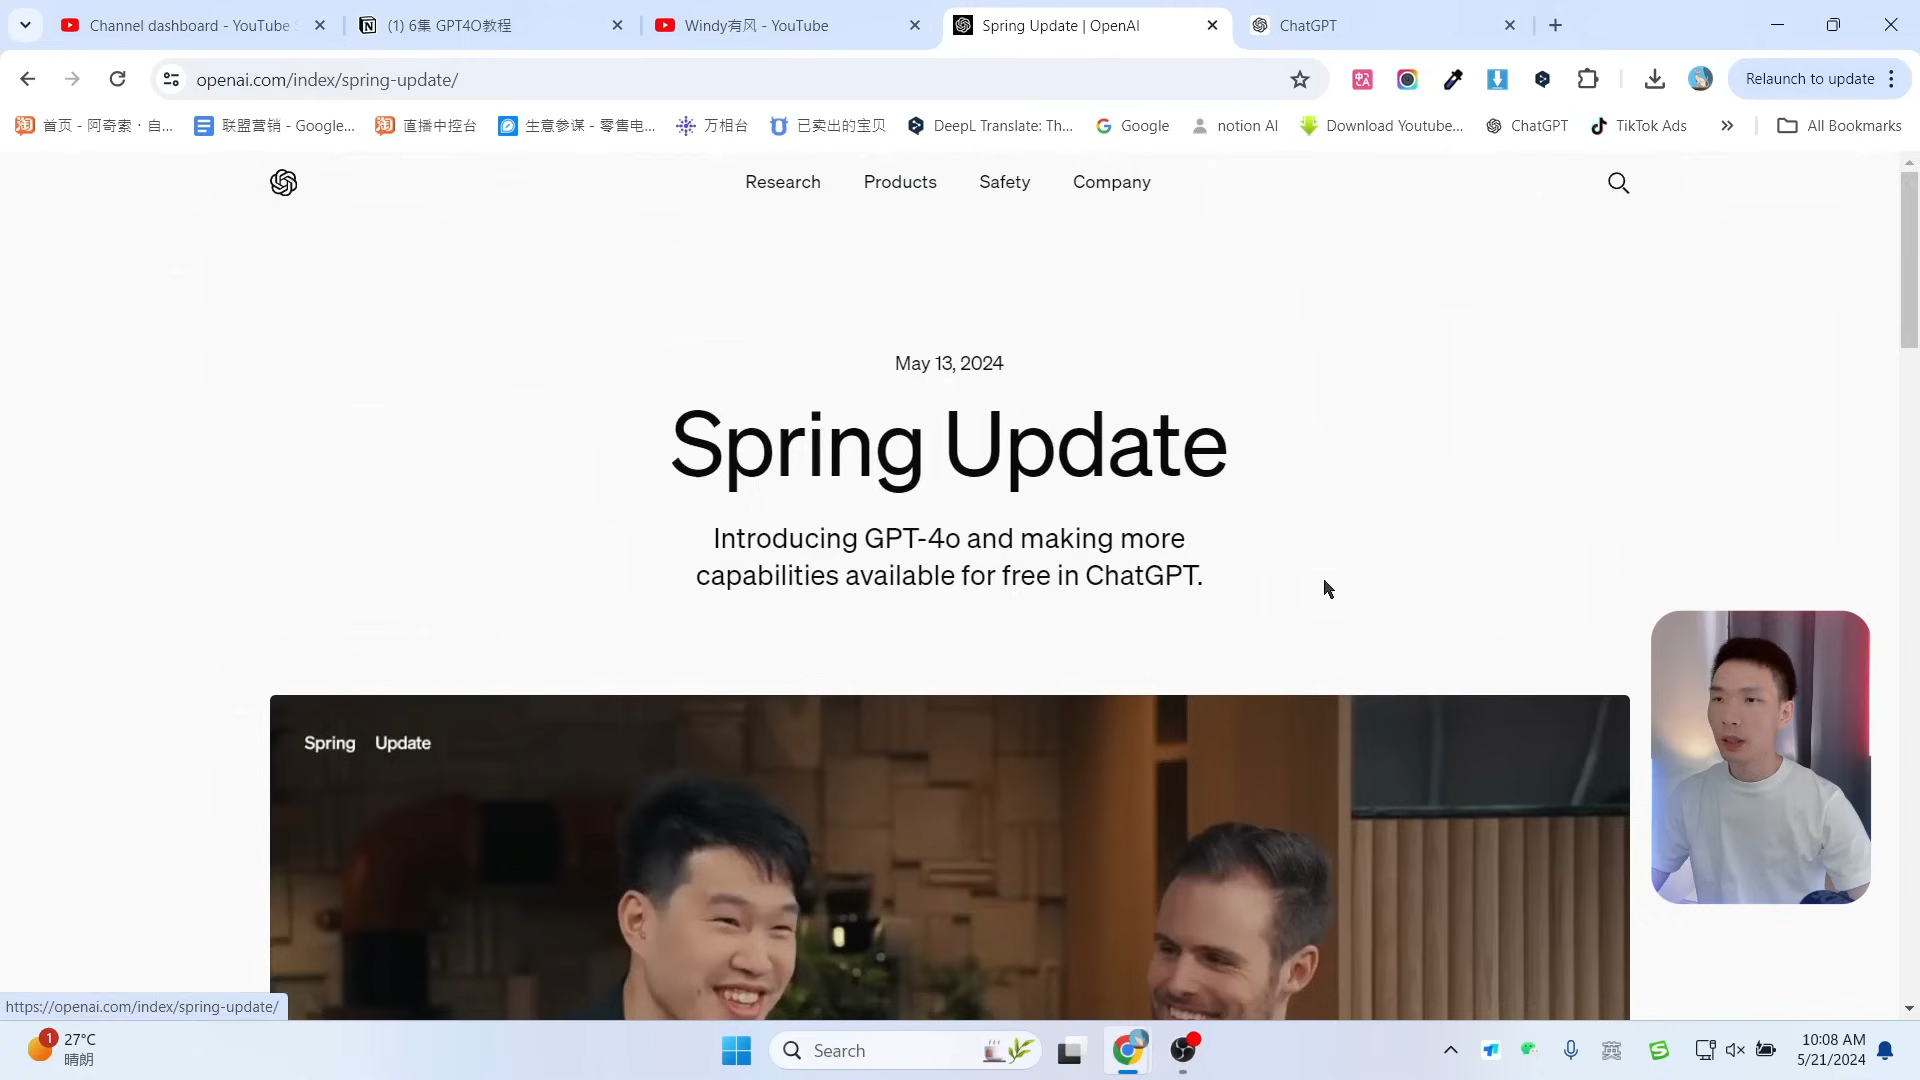 Channel dashboard - YouTube S
(1) 6集 GPT4O教程
Windy有风 - YouTube
Spring Update | OpenAI
ChatGPT
openai.com/index/spring-update/
Relaunch to update
首页 - 阿奇索 · 自...
联盟营销 - Google...
直播中控台
生意参谋 - 零售电...
万相台
已卖出的宝贝
DeepL Translate: Th...
Google
notion AI
Download Youtube...
ChatGPT
TikTok Ads
All Bookmarks
Research
Products
Safety
Company
May 13, 2024
Spring Update
Introducing GPT-4o and making more
capabilities available for free in ChatGPT.
Spring Update
https://openai.com/index/spring-update/
1
27°C
晴朗
Search
英
10:08 AM
5/21/2024